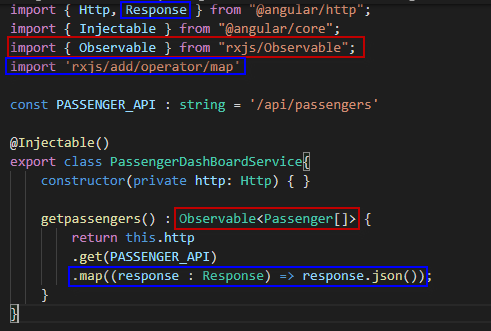 import { Http, Response } from "@angular/http";
import { Injectable } from "@angular/core";
import { Observable } from "rxjs/Observable";
import 'rxjs/add/operator/map'
const PASSENGER_API : string = '/api/passengers'
@Injectable()
export class PassengerDashBoardService{
constructor(private http: Http) { }
getpassengers() : Observable<Passenger[]> {
return this.http
.get(PASSENGER_API)
.map((response : Response) => response.json());
}
}